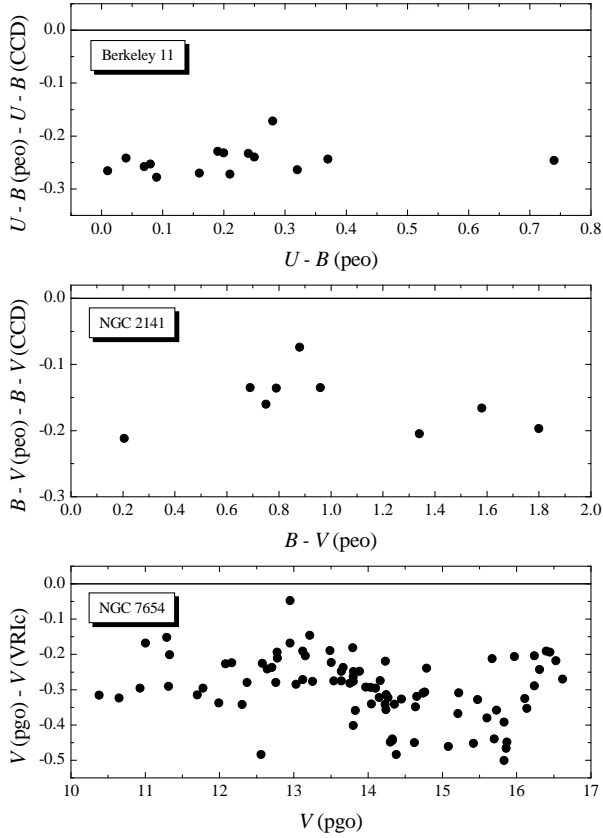 Berkeley 11
U - B (peo) - U - B (CCD)
0.0
-0.1
-0.2
-0.3
0.0 0.1 0.2 0.3 0.4 0.5 0.6 0.7 0.8
U - B (peo)
NGC 2141
B - V (peo) - B - V (CCD)
0.0
-0.1
-0.2
-0.3
0.0 0.2 0.4 0.6 0.8 1.0 1.2 1.4 1.6 1.8 2.0
B - V (peo)
NGC 7654
V (pgo) - V (VRIc)
0.0
-0.1
-0.2
-0.3
-0.4
-0.5
10 11 12 13 14 15 16 17
V (pgo)